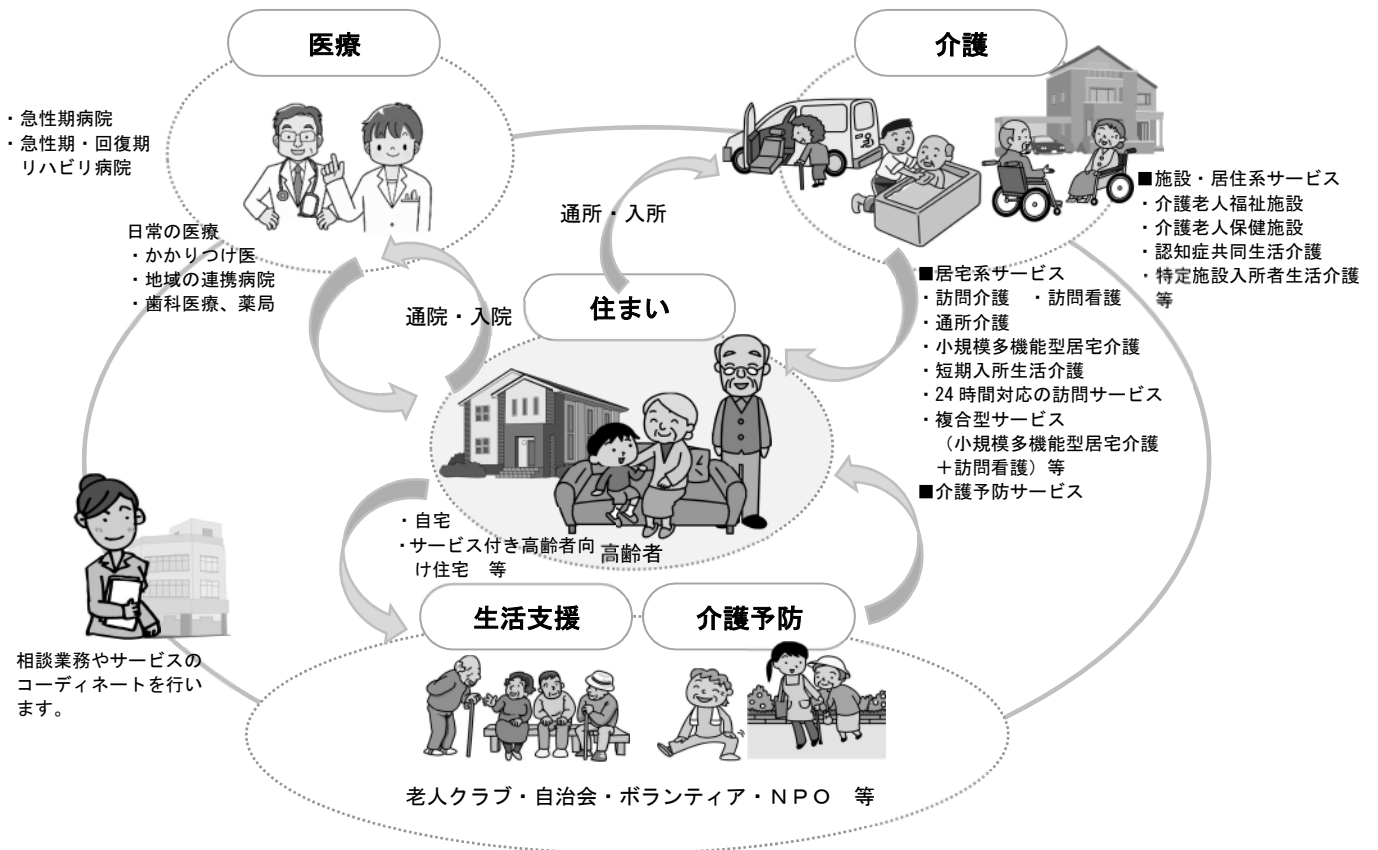 医療
介護
・急性期病院
・急性期・回復期
リハビリ病院
日常の医療
・かかりつけ医
・地域の連携病院
・歯科医療、薬局
通所・入所
通院・入院
住まい
■施設・居住系サービス
・介護老人福祉施設
・介護老人保健施設
・認知症共同生活介護
・特定施設入所者生活介護
等
■居宅系サービス
・訪問介護　・訪問看護
・通所介護
・小規模多機能型居宅介護
・短期入所生活介護
・24時間対応の訪問サービス
・複合型サービス
（小規模多機能型居宅介護
＋訪問看護）等
■介護予防サービス
・自宅
・サービス付き高齢者向
け住宅　等
高齢者
生活支援
介護予防
相談業務やサービスの
コーディネートを行い
ます。
老人クラブ・自治会・ボランティア・ＮＰＯ　等